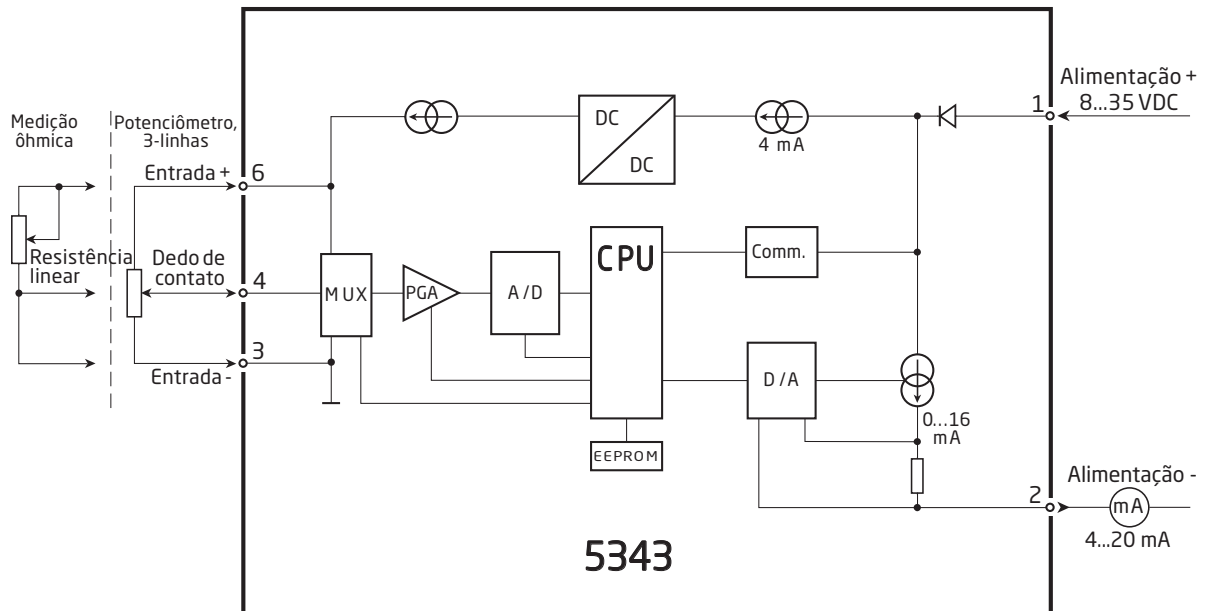 Alimentação +
8...35 VDC
1
DC
DC
4 mA
Medição
ôhmica
Potenciômetro,
3-linhas
Entrada +
6
Resistência
linear
Dedo de
contato
4
MUX
PGA
A/D
CPU
Comm.
3
Entrada -
D/A
0...16
mA
EEPROM
2
Alimentação -
mA
4...20 mA
5343